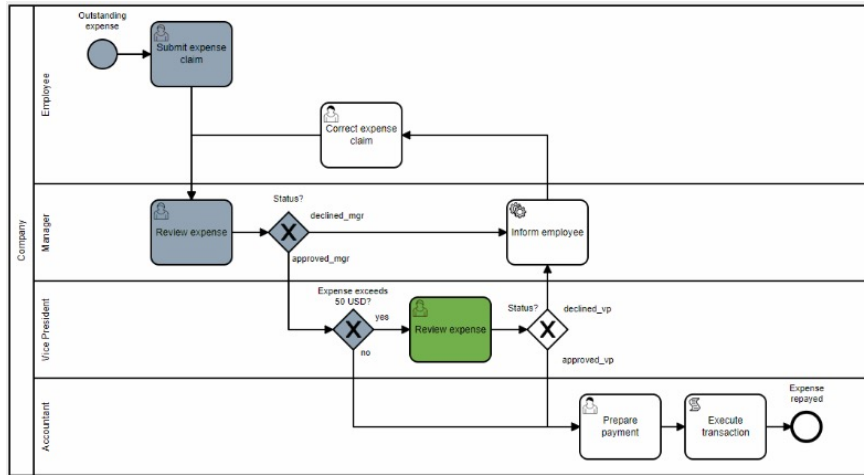 Company
Employee
Outstanding
expense
Submit expense
claim
Correct expense
claim
Manager
Review expense
Status?
declined_mgr
approved_mgr
Inform employee
Vice President
Expense exceeds
50 USD?
yes
no
Review expense
Status?
declined_vp
approved_vp
Accountant
Prepare
payment
Execute
transaction
Expense
repayed